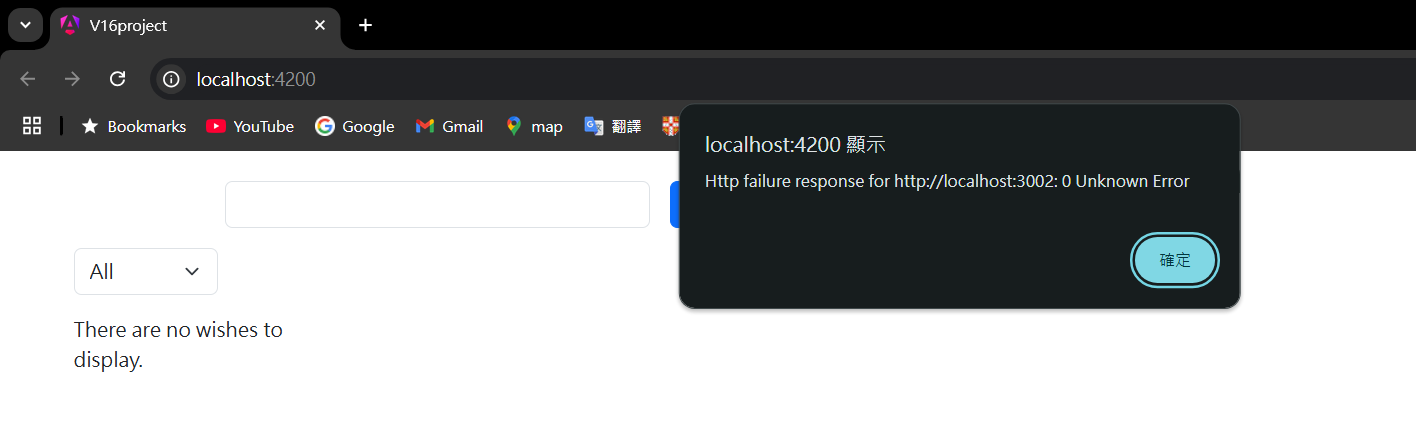 V16project
localhost:4200
Bookmarks
YouTube
Google
Gmail
map
翻譯
localhost:4200 顯示
Http failure response for http://localhost:3002: 0 Unknown Error
確定
All
There are no wishes to
display.